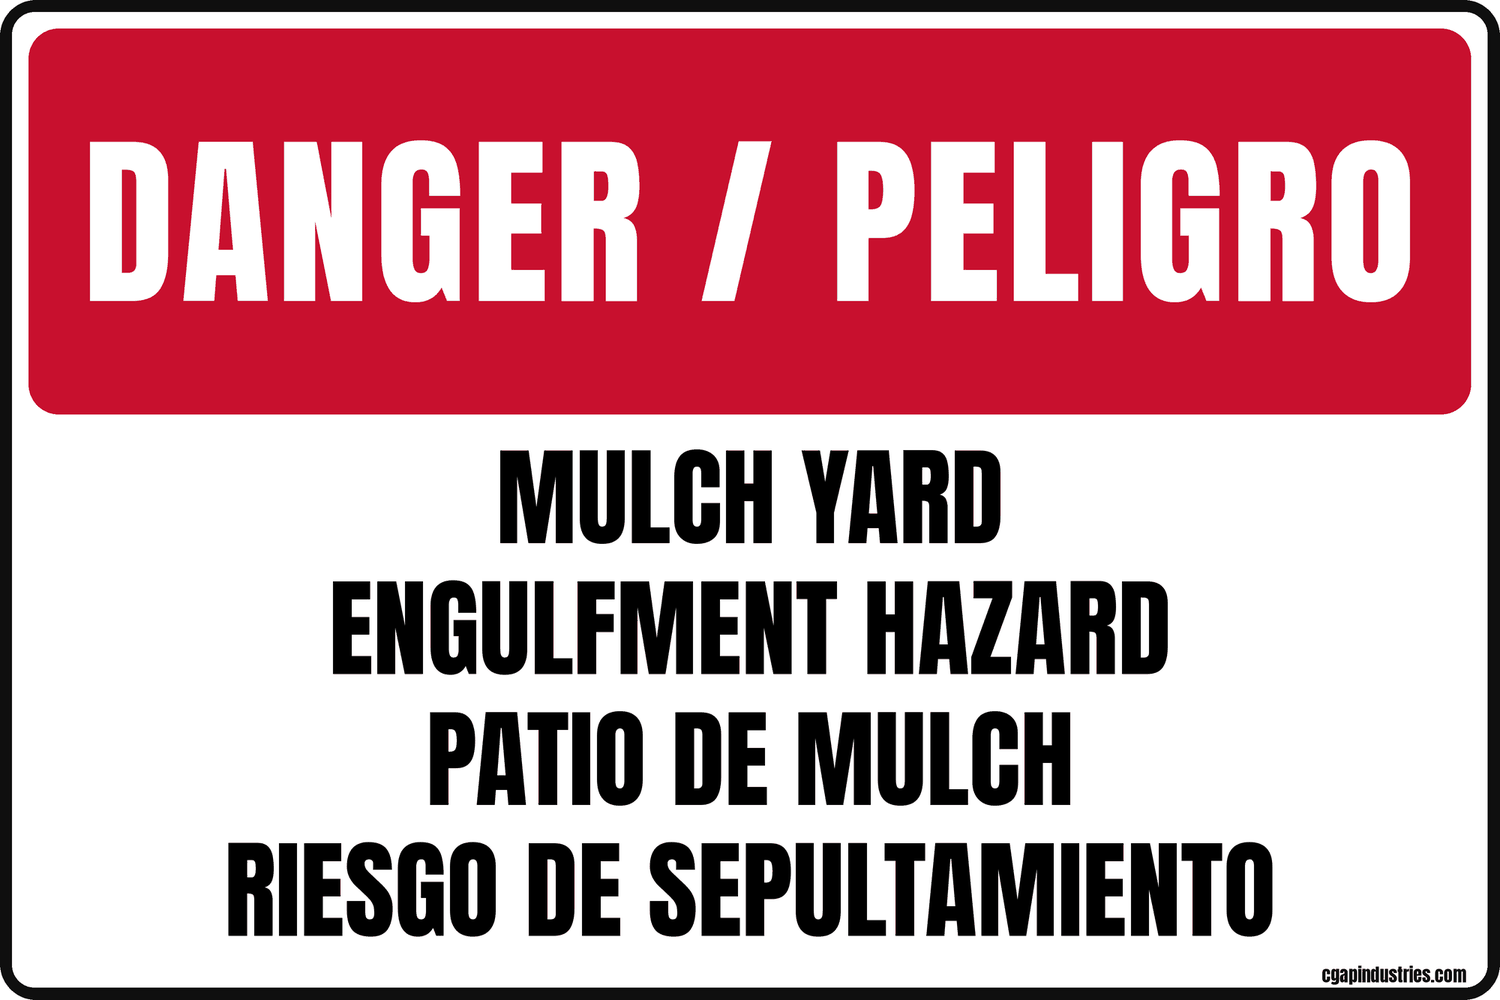 DANGER / PELIGRO
MULCH YARD
ENGULFMENT HAZARD
PATIO DE MULCH
RIESGO DE SEPULTAMIENTO
cgapindustries.com